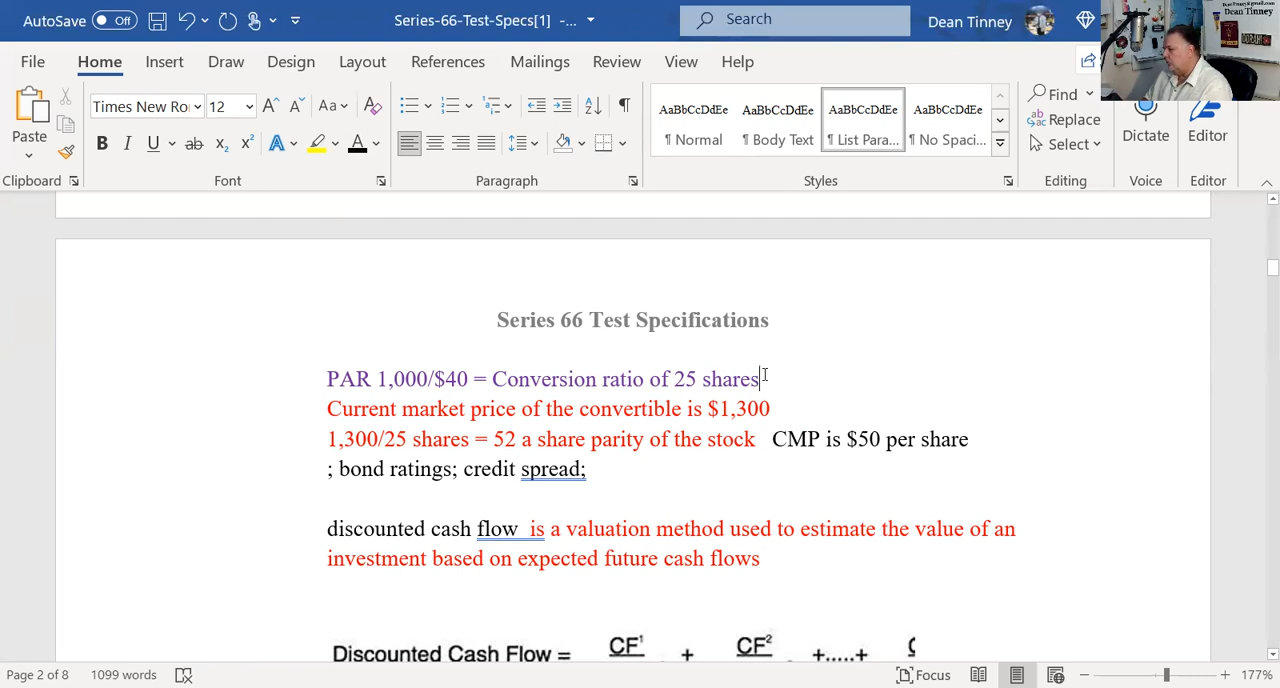 AutoSave Off Series-66-Test-Specs[1] -... Search Dean Tinney
File Home Insert Draw Design Layout References Mailings Review View Help
Times New Ro 12 Aa AaBbCcDdEe AaBbCcDdEe AaBbCcDdEe AaBbCcDdEe Find
Paste ¶ Normal ¶ Body Text ¶ List Para... ¶ No Spaci... Replace Select Dictate Editor
Clipboard Font Paragraph Styles Editing Voice Editor
Series 66 Test Specifications
PAR 1,000/$40 = Conversion ratio of 25 shares
Current market price of the convertible is $1,300
1,300/25 shares = 52 a share parity of the stock CMP is $50 per share
; bond ratings; credit spread;
discounted cash flow is a valuation method used to estimate the value of an
investment based on expected future cash flows
Discounted Cash Flow = CF1 + CF2 +.....+
Page 2 of 8 1099 words Focus 177%